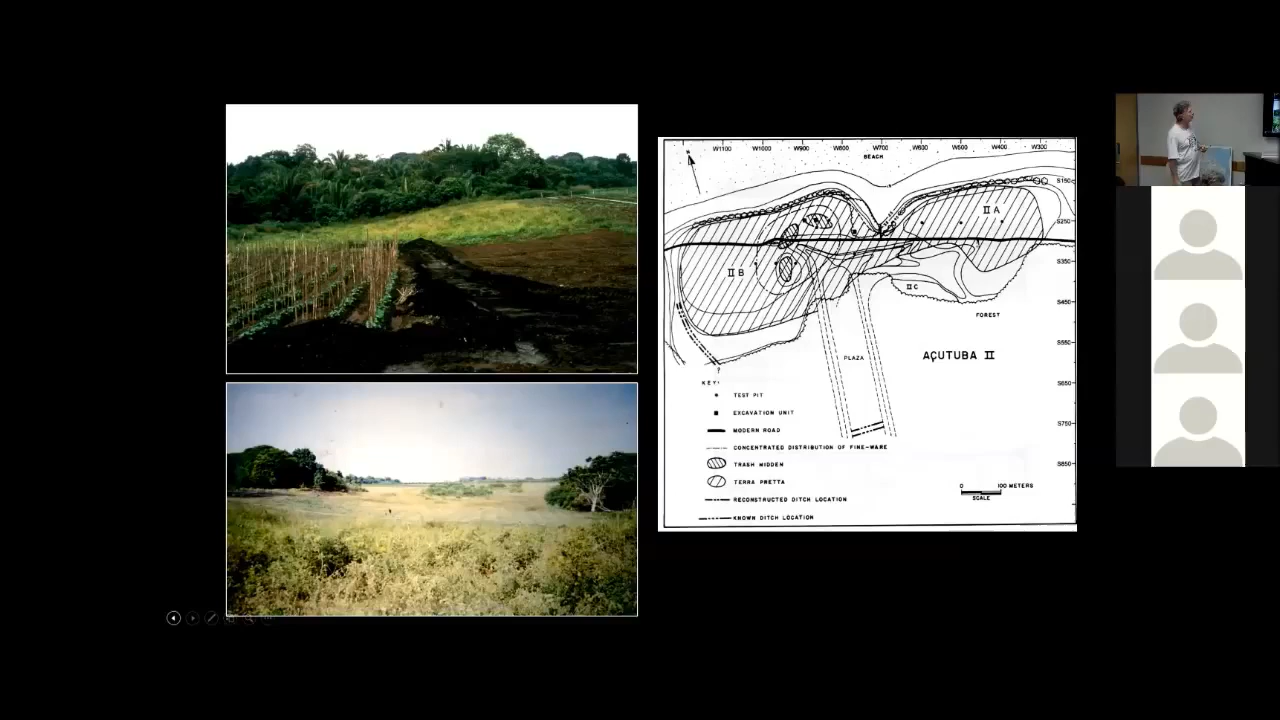 W1100 W1000 W900 W800 W700 W600 W500 W400 W300
BEACH
S150
II A
S250
II B
S350
II C
S450
FOREST
S550
PLAZA
AÇUTUBA II
KEY:
S650
TEST PIT
EXCAVATION UNIT
MODERN ROAD
S750
CONCENTRATED DISTRIBUTION OF FINE-WARE
TRASH MIDDEN
S850
TERRA PRETTA
0 100 METERS
SCALE
RECONSTRUCTED DITCH LOCATION
KNOWN DITCH LOCATION